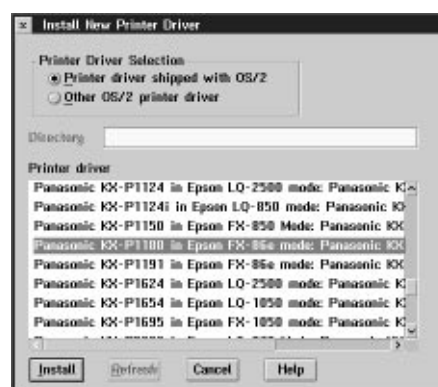 Install New Printer Driver
Printer Driver Selection
Printer driver shipped with OS/2
Other OS/2 printer driver
Directory
Printer driver
Panasonic KX-P1124 in Epson LQ-2500 mode: Panasonic K
Panasonic KX-P1124i in Epson LQ-850 mode: Panasonic K
Panasonic KX-P1150 in Epson FX-850 Mode: Panasonic KX
Panasonic KX-P1180 in Epson FX-86e mode: Panasonic KX
Panasonic KX-P1191 in Epson FX-86e mode: Panasonic KX
Panasonic KX-P1624 in Epson LQ-2500 mode: Panasonic K
Panasonic KX-P1654 in Epson LQ-1050 mode: Panasonic K
Panasonic KX-P1695 in Epson FX-1050 mode: Panasonic K
Install Refresh Cancel Help